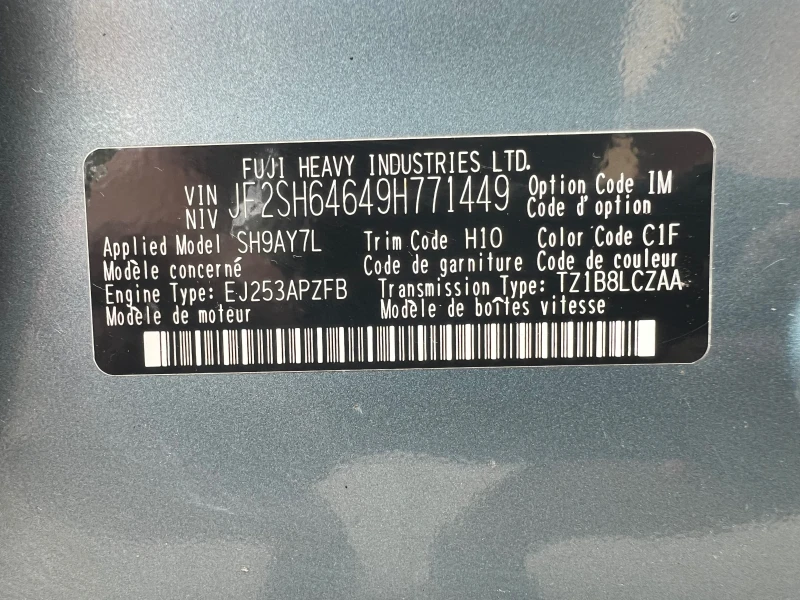 FUJI HEAVY INDUSTRIES LTD.
VIN NIV JF2SH64649H771449 Option Code 1M
Code d'option
Applied Model SH9AY7L Trim Code H10 Color Code C1F
Modèle concerné Code de garniture Code de couleur
Engine Type: EJ253APZFB Transmission Type: TZ1B8LCZAA
Modèle de moteur Modèle de boîtes vitesse